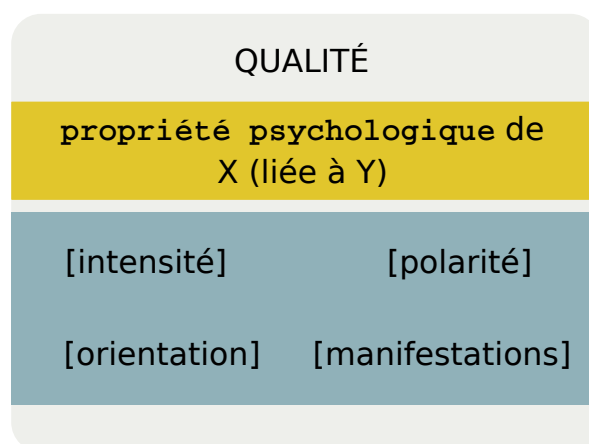 QUALITÉ
propriété psychologique de
X (liée à Y)
[intensité] [polarité]
[orientation] [manifestations]